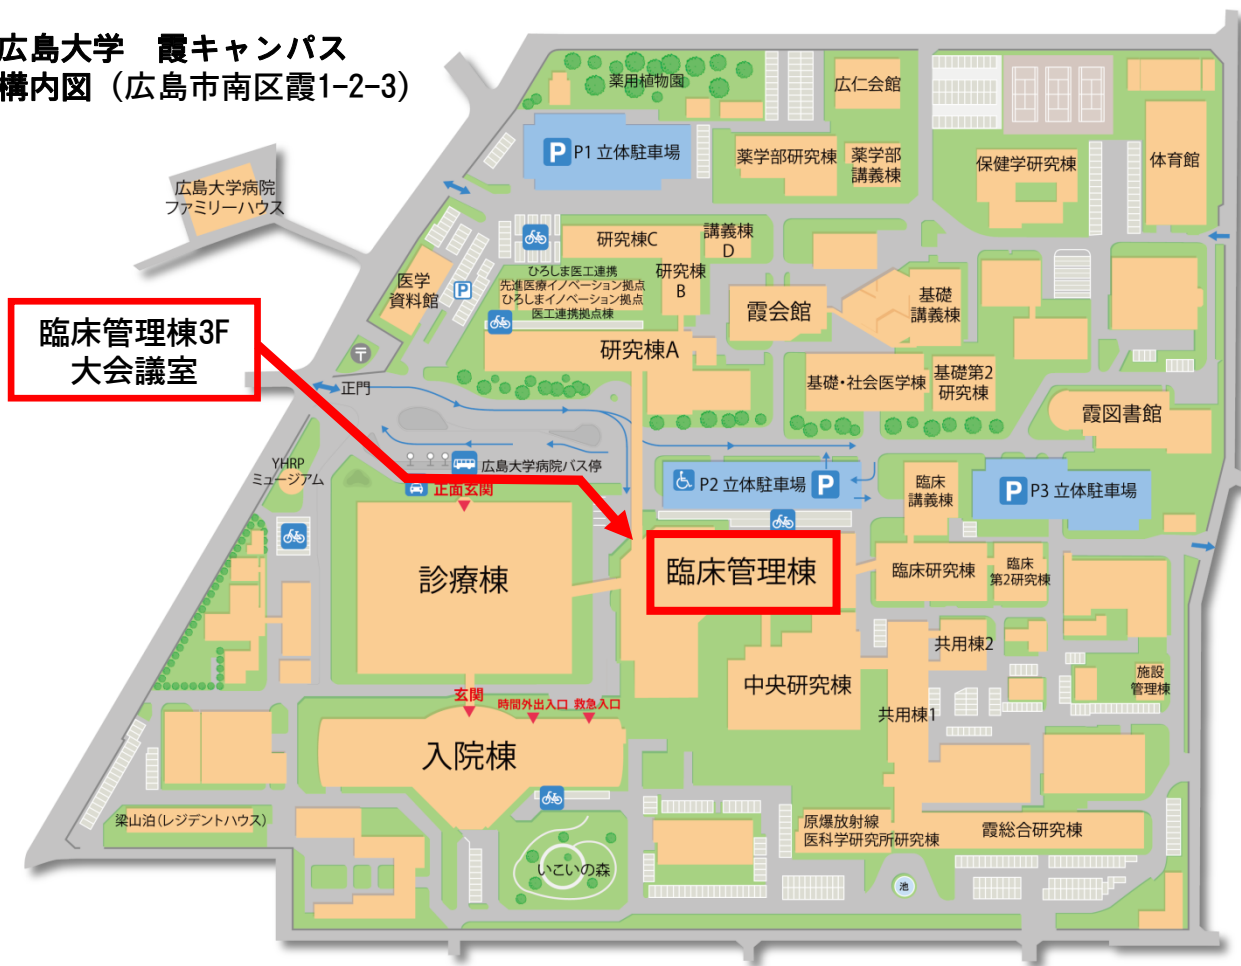 広島大学　霞キャンパス
構内図（広島市南区霞1-2-3）
薬用植物園
広仁会館
P P1 立体駐車場
薬学部研究棟
薬学部
講義棟
保健学研究棟
体育館
広島大学病院
ファミリーハウス
研究棟C
講義棟
D
医学
資料館
P
ひろしま医工連携
先進医療イノベーション拠点
ひろしまイノベーション拠点
医工連携拠点棟
研究棟
B
霞会館
基礎
講義棟
臨床管理棟3F
大会議室
研究棟A
〒
正門
基礎・社会医学棟
基礎第2
研究棟
霞図書館
YHRP
ミュージアム
広島大学病院バス停
正面玄関
P2 立体駐車場 P
臨床
講義棟
P P3 立体駐車場
診療棟
臨床管理棟
臨床研究棟
臨床
第2研究棟
共用棟2
中央研究棟
施設
管理棟
玄関
時間外出入口
救急入口
共用棟1
入院棟
梁山泊（レジデントハウス）
原爆放射線
医科学研究所研究棟
霞総合研究棟
いこいの森
池